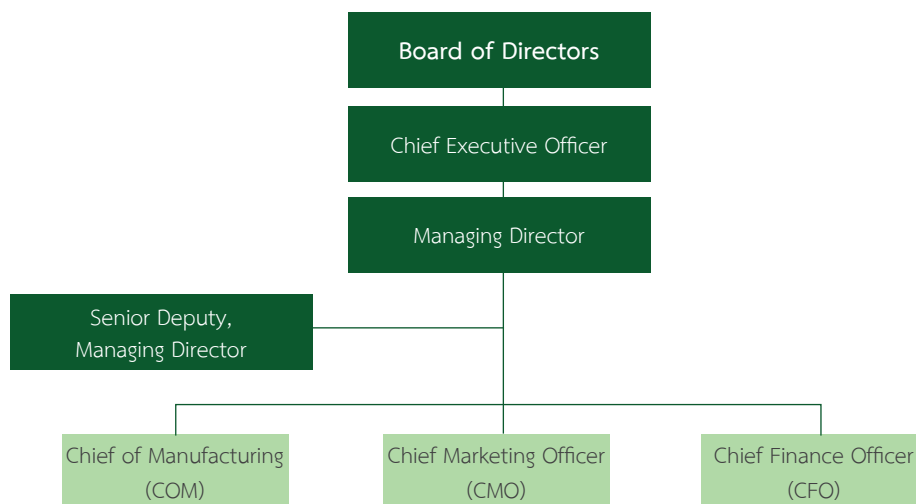 Board of Directors
Chief Executive Officer
Managing Director
Senior Deputy,
Managing Director
Chief of Manufacturing
(COM)
Chief Marketing Officer
(CMO)
Chief Finance Officer
(CFO)